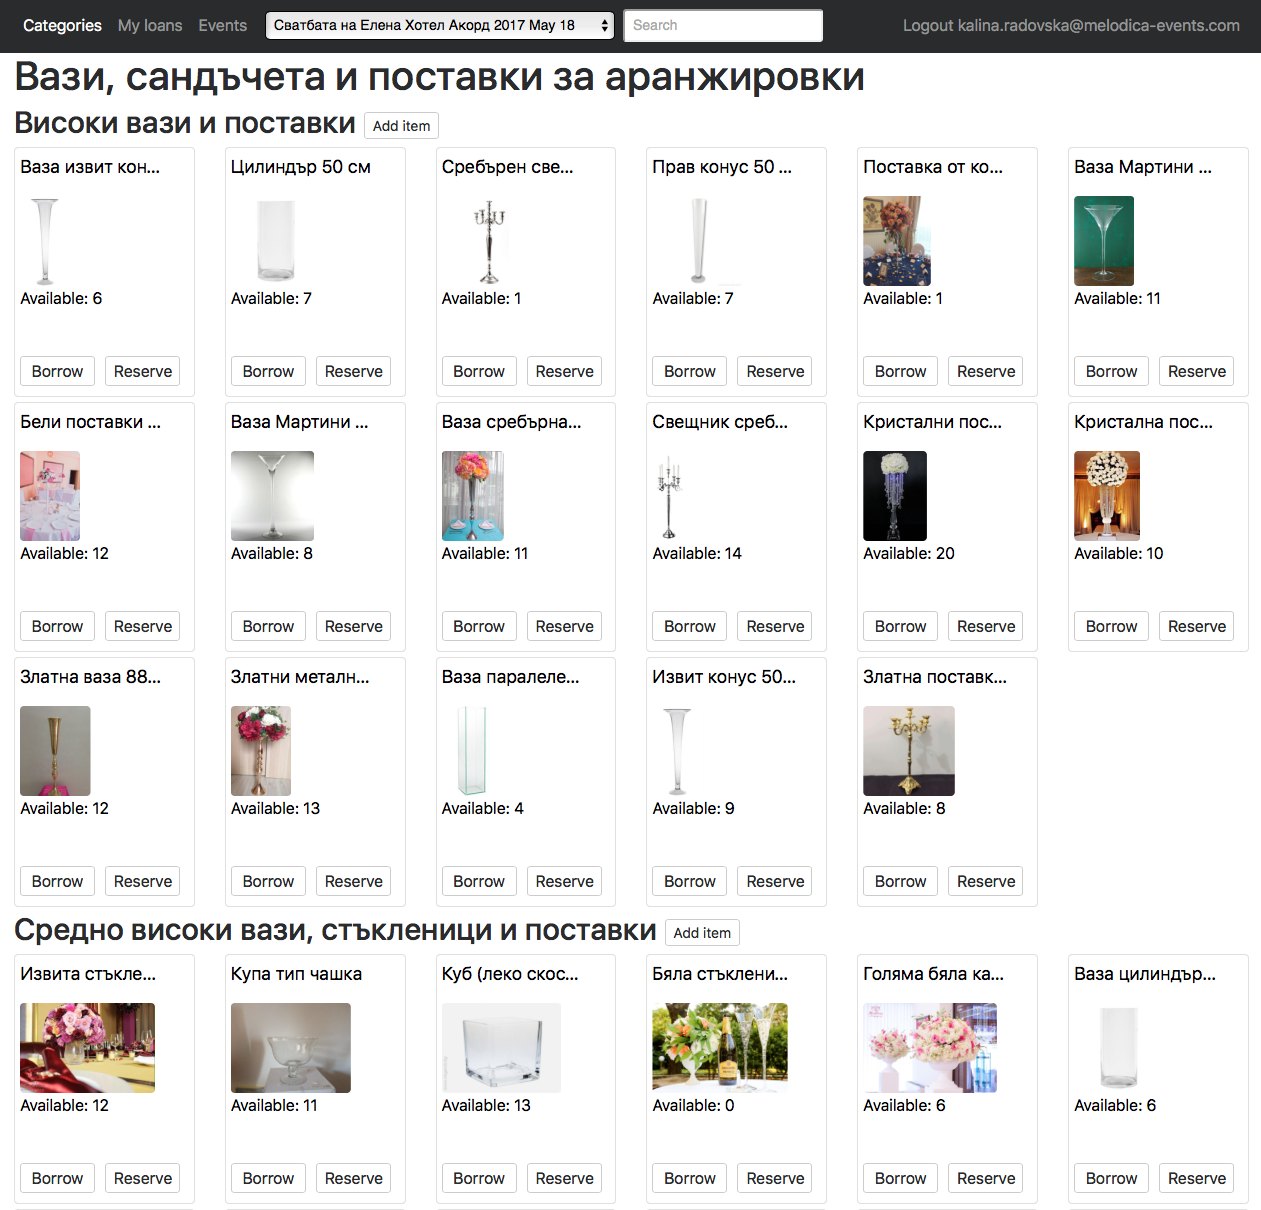 Categories My loans Events Сватбата на Елена Хотел Акорд 2017 May 18 Search Logout kalina.radovska@melodica-events.com
Вази, сандъчета и поставки за аранжировки
Високи вази и поставки Add item
Ваза извит кон... Цилиндър 50 см Сребърен све... Прав конус 50 ... Поставка от ко... Ваза Мартини ...
Available: 6 Available: 7 Available: 1 Available: 7 Available: 1 Available: 11
Borrow Reserve Borrow Reserve Borrow Reserve Borrow Reserve Borrow Reserve Borrow Reserve
Бели поставки ... Ваза Мартини ... Ваза сребърна... Свещник среб... Кристални пос... Кристална пос...
Available: 12 Available: 8 Available: 11 Available: 14 Available: 20 Available: 10
Borrow Reserve Borrow Reserve Borrow Reserve Borrow Reserve Borrow Reserve Borrow Reserve
Златна ваза 88... Златни металн... Ваза паралеле... Извит конус 50... Златна поставк...
Available: 12 Available: 13 Available: 4 Available: 9 Available: 8
Borrow Reserve Borrow Reserve Borrow Reserve Borrow Reserve Borrow Reserve
Средно високи вази, стъкленици и поставки Add item
Извита стъкле... Купа тип чашка Куб (леко скос... Бяла стъклени... Голяма бяла ка... Ваза цилиндър...
Available: 12 Available: 11 Available: 13 Available: 0 Available: 6 Available: 6
Borrow Reserve Borrow Reserve Borrow Reserve Borrow Reserve Borrow Reserve Borrow Reserve